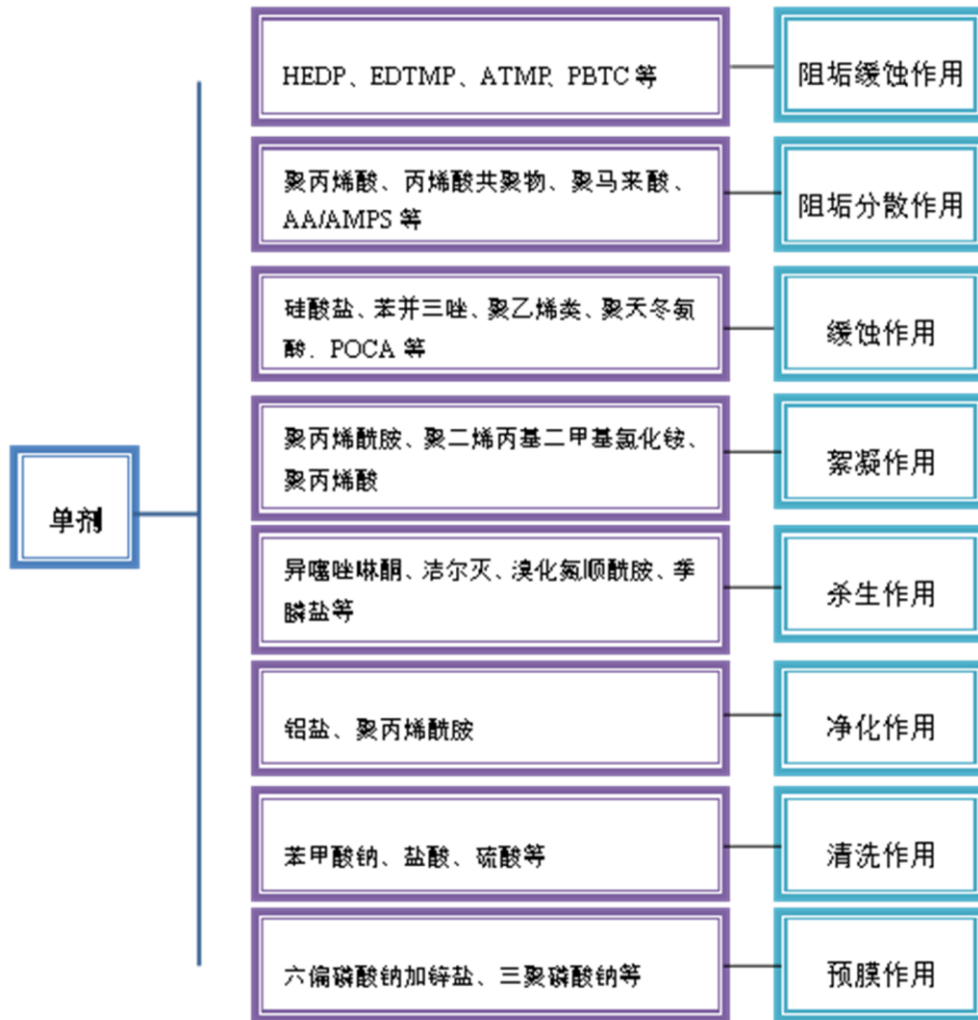 HEDP、EDTMP、ATMP、PBTC 等
阻垢缓蚀作用
聚丙烯酸、丙烯酸共聚物、聚马来酸、
AA/AMPS 等
阻垢分散作用
硅酸盐、苯并三唑、聚乙烯类、聚天冬氨
酸．POCA 等
缓蚀作用
聚丙烯酰胺、聚二烯丙基二甲基氯化铵、
聚丙烯酸
絮凝作用
单剂
异噻唑啉酮、洁尔灭、溴化氮顺酰胺、季
膦盐等
杀生作用
铝盐、聚丙烯酰胺
净化作用
苯甲酸钠、盐酸、硫酸等
清洗作用
六偏磷酸钠加锌盐、三聚磷酸钠等
预膜作用